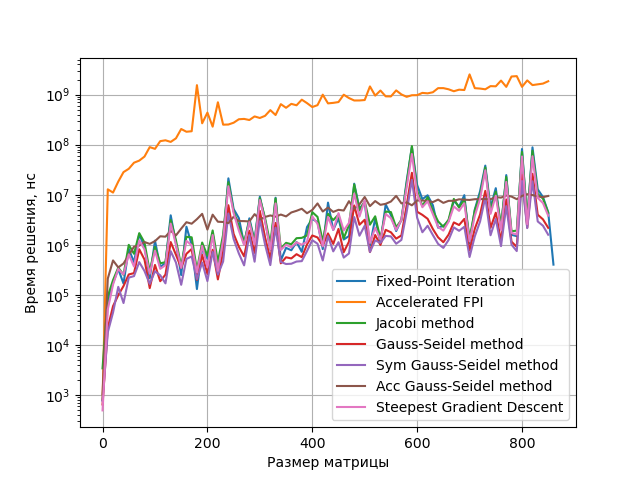 Время решения, нс
10⁹
10⁸
10⁷
10⁶
10⁵
10⁴
10³
Fixed-Point Iteration
Accelerated FPI
Jacobi method
Gauss-Seidel method
Sym Gauss-Seidel method
Acc Gauss-Seidel method
Steepest Gradient Descent
0 200 400 600 800
Размер матрицы